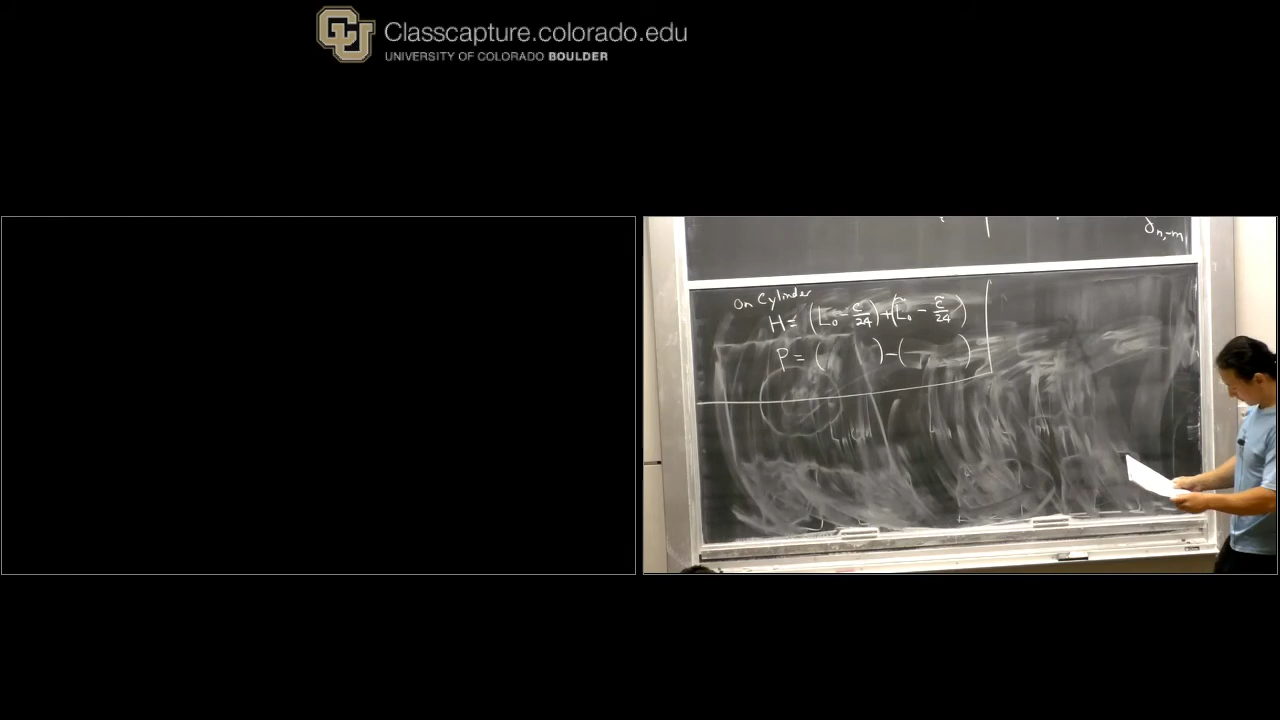 Classcapture.colorado.edu
UNIVERSITY OF COLORADO BOULDER
δn,-m
On Cylinder
H = (L₀ - c/24) + (L̃₀ - c̃/24)
P = ( ) - ( )